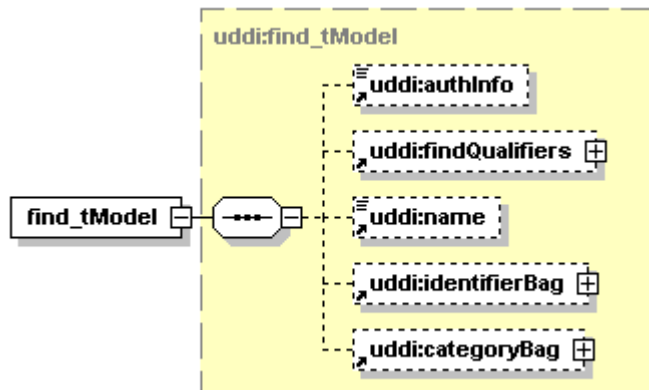 uddi:find_tModel
uddi:authInfo
uddi:findQualifiers
find_tModel
uddi:name
uddi:identifierBag
uddi:categoryBag